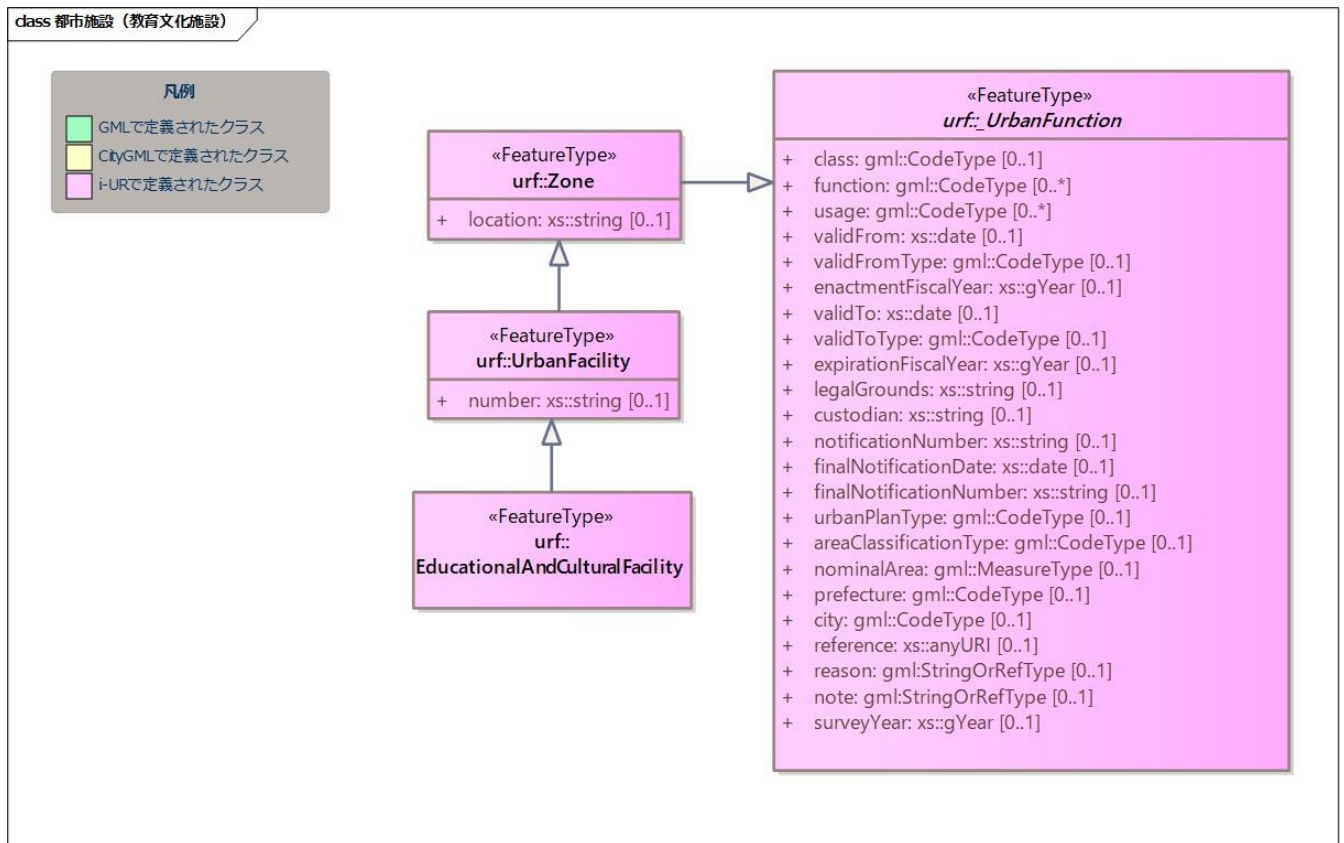 class 都市施設（教育文化施設）
凡例
GMLで定義されたクラス
CityGMLで定義されたクラス
i-URで定義されたクラス
«FeatureType»
urf::Zone
+ location: xs::string [0..1]
«FeatureType»
urf::UrbanFacility
+ number: xs::string [0..1]
«FeatureType»
urf::
EducationalAndCulturalFacility
«FeatureType»
urf::_UrbanFunction
+ class: gml::CodeType [0..1]
+ function: gml::CodeType [0..*]
+ usage: gml::CodeType [0..*]
+ validFrom: xs::date [0..1]
+ validFromType: gml::CodeType [0..1]
+ enactmentFiscalYear: xs::gYear [0..1]
+ validTo: xs::date [0..1]
+ validToType: gml::CodeType [0..1]
+ expirationFiscalYear: xs::gYear [0..1]
+ legalGrounds: xs::string [0..1]
+ custodian: xs::string [0..1]
+ notificationNumber: xs::string [0..1]
+ finalNotificationDate: xs::date [0..1]
+ finalNotificationNumber: xs::string [0..1]
+ urbanPlanType: gml::CodeType [0..1]
+ areaClassificationType: gml::CodeType [0..1]
+ nominalArea: gml::MeasureType [0..1]
+ prefecture: gml::CodeType [0..1]
+ city: gml::CodeType [0..1]
+ reference: xs::anyURI [0..1]
+ reason: gml:StringOrRefType [0..1]
+ note: gml:StringOrRefType [0..1]
+ surveyYear: xs::gYear [0..1]